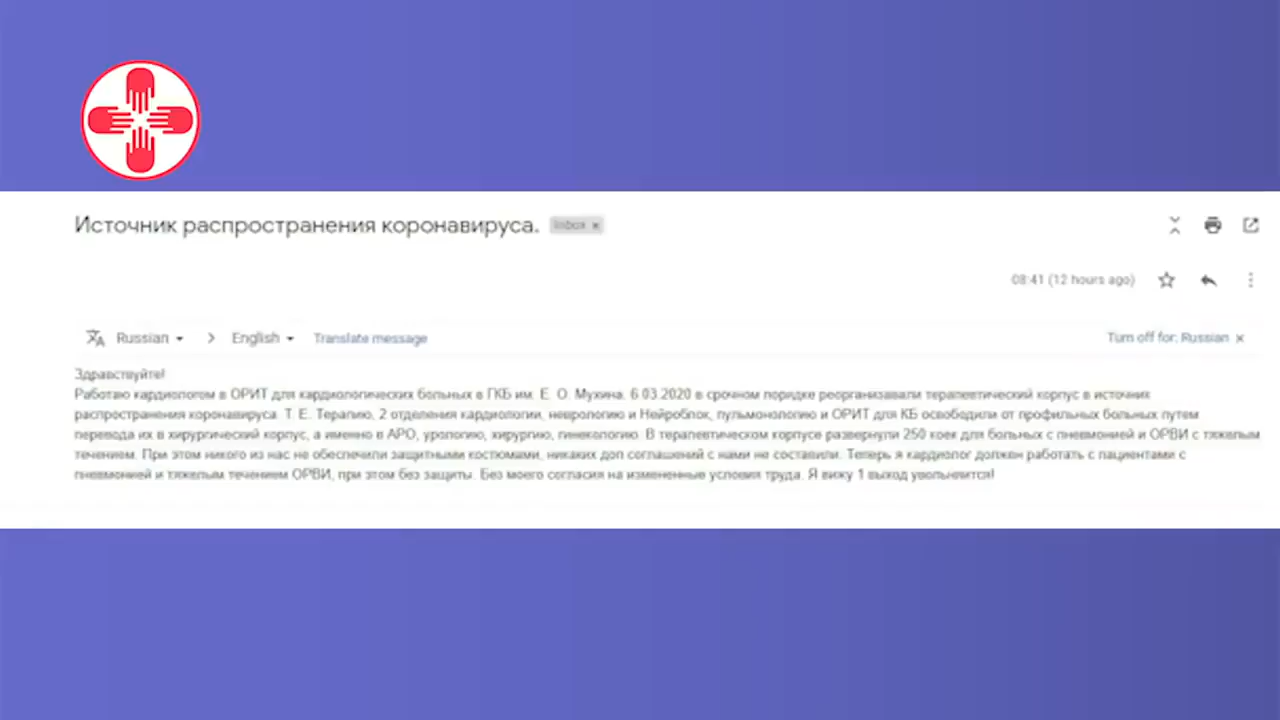 Источник распространения коронавируса. Inbox x
08:41 (12 hours ago)
Russian > English Translate message Turn off for: Russian x
Здравствуйте!
Работаю кардиологом в ОРИТ для кардиологических больных в ГКБ им. Е. О. Мухина. 6.03.2020 в срочном порядке реорганизавали терапевтический корпус в источник
распространения коронавируса. Т. Е. Терапию, 2 отделения кардиологии, неврологию и Нейроблок, пульмонологию и ОРИТ для КБ освободили от профильных больных путем
перевода их в хирургический корпус, а именно в АРО, урологию, хирургию, гинекологию. В терапевтическом корпусе развернули 250 коек для больных с пневмонией и ОРВИ с тяжелым
течением. При этом никого из нас не обеспечили защитными костюмами, никаких доп соглашений с нами не составили. Теперь я кардиолог должен работать с пациентами с
пневмонией и тяжелым течением ОРВИ, при этом без защиты. Без моего согласия на измененные условия труда. Я вижу 1 выход увольнеится!